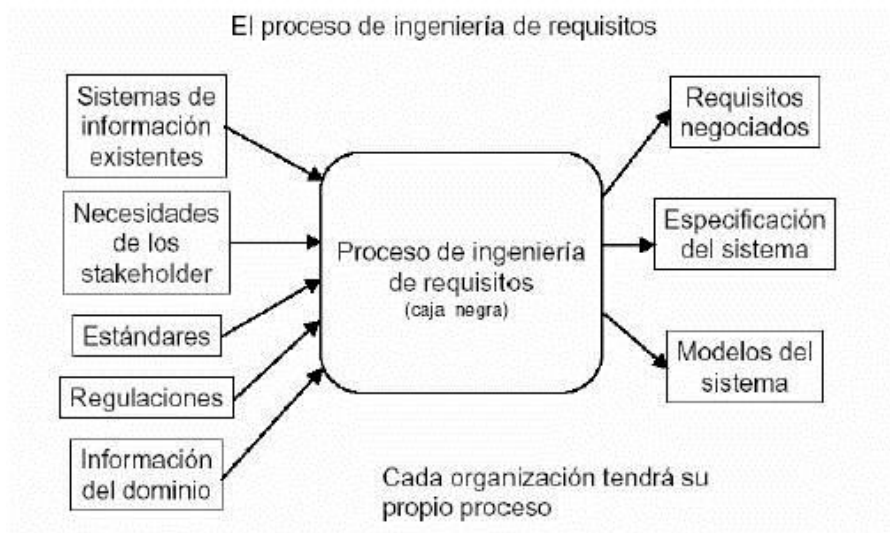 El proceso de ingeniería de requisitos
Sistemas de
información
existentes
Necesidades
de los
stakeholder
Estándares
Regulaciones
Información
del dominio
Proceso de ingeniería
de requisitos
(caja negra)
Requisitos
negociados
Especificación
del sistema
Modelos del
sistema
Cada organización tendrá su
propio proceso